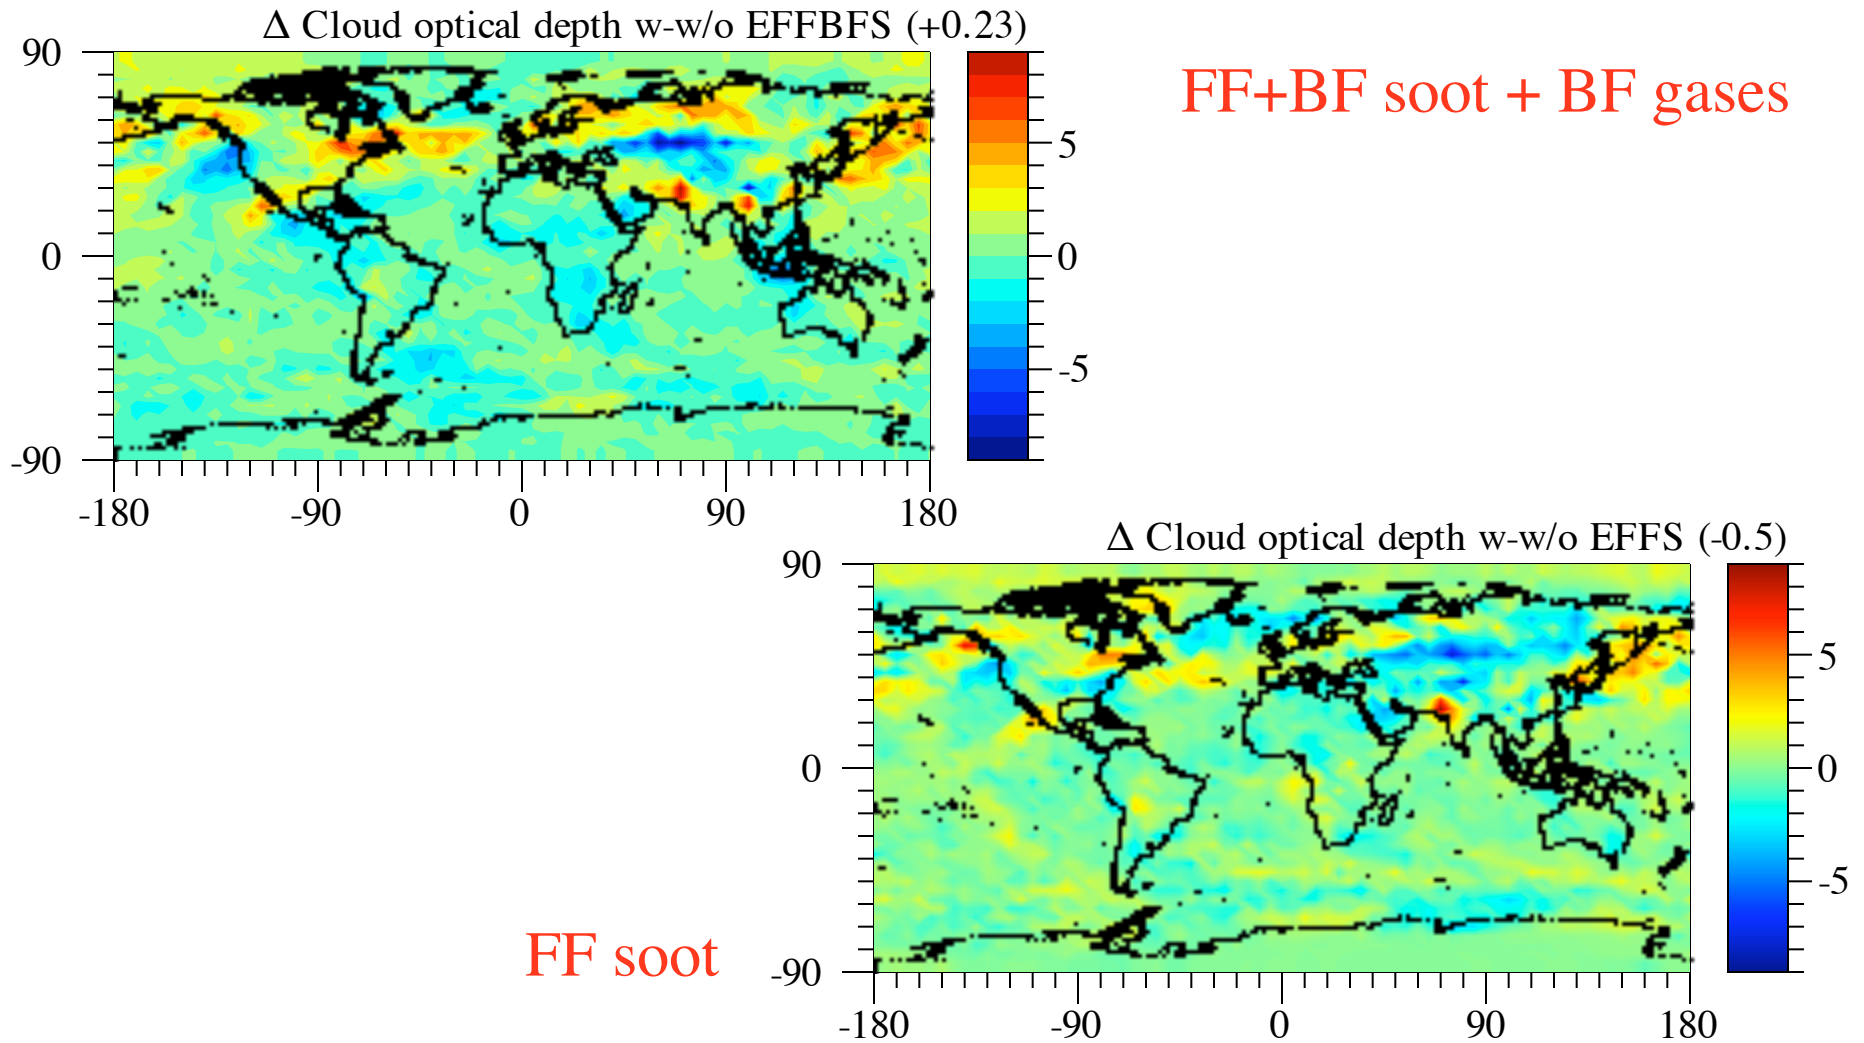 Δ Cloud optical depth w-w/o EFFBFS (+0.23)
90
0
-90
-180 -90 0 90 180
5
0
-5
FF+BF soot + BF gases
Δ Cloud optical depth w-w/o EFFS (-0.5)
90
0
-90
-180 -90 0 90 180
5
0
-5
FF soot